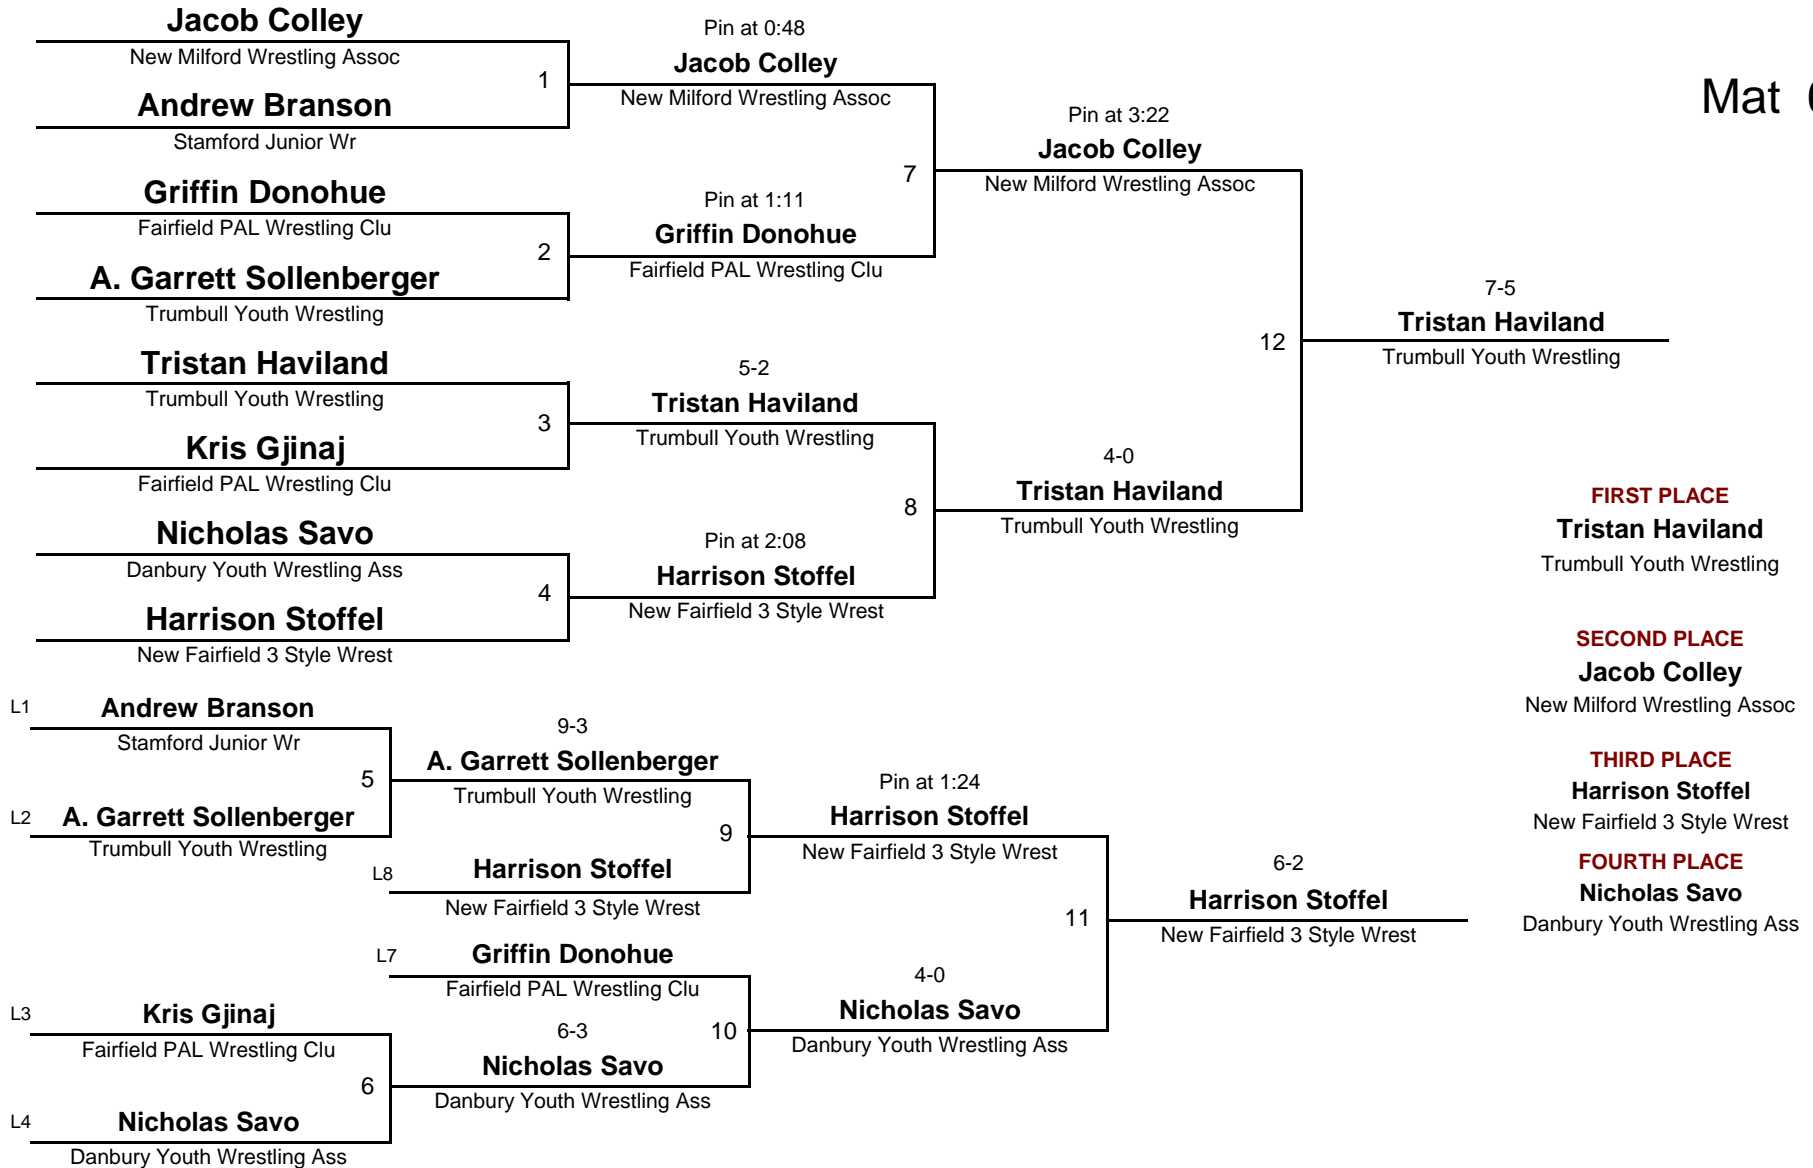 Jacob Colley
New Milford Wrestling Assoc
1
Andrew Branson
Stamford Junior Wr
Griffin Donohue
Fairfield PAL Wrestling Clu
2
A. Garrett Sollenberger
Trumbull Youth Wrestling
Tristan Haviland
Trumbull Youth Wrestling
3
Kris Gjinaj
Fairfield PAL Wrestling Clu
Nicholas Savo
Danbury Youth Wrestling Ass
4
Harrison Stoffel
New Fairfield 3 Style Wrest
Pin at 0:48
Jacob Colley
New Milford Wrestling Assoc
7
Pin at 1:11
Griffin Donohue
Fairfield PAL Wrestling Clu
5-2
Tristan Haviland
Trumbull Youth Wrestling
8
Pin at 2:08
Harrison Stoffel
New Fairfield 3 Style Wrest
Pin at 3:22
Jacob Colley
New Milford Wrestling Assoc
12
4-0
Tristan Haviland
Trumbull Youth Wrestling
7-5
Tristan Haviland
Trumbull Youth Wrestling
Mat
L1
Andrew Branson
Stamford Junior Wr
5
L2
A. Garrett Sollenberger
Trumbull Youth Wrestling
L3
Kris Gjinaj
Fairfield PAL Wrestling Clu
6
L4
Nicholas Savo
Danbury Youth Wrestling Ass
9-3
A. Garrett Sollenberger
Trumbull Youth Wrestling
9
L8
Harrison Stoffel
New Fairfield 3 Style Wrest
L7
Griffin Donohue
Fairfield PAL Wrestling Clu
10
6-3
Nicholas Savo
Danbury Youth Wrestling Ass
Pin at 1:24
Harrison Stoffel
New Fairfield 3 Style Wrest
11
4-0
Nicholas Savo
Danbury Youth Wrestling Ass
6-2
Harrison Stoffel
New Fairfield 3 Style Wrest
FIRST PLACE
Tristan Haviland
Trumbull Youth Wrestling
SECOND PLACE
Jacob Colley
New Milford Wrestling Assoc
THIRD PLACE
Harrison Stoffel
New Fairfield 3 Style Wrest
FOURTH PLACE
Nicholas Savo
Danbury Youth Wrestling Ass